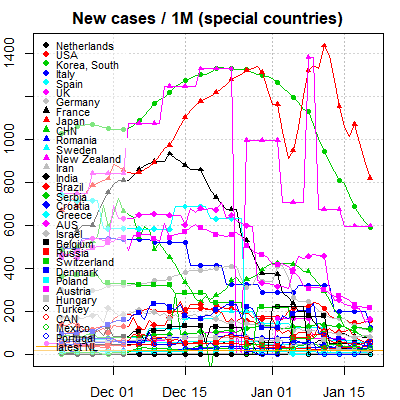 New cases / 1M (special countries)
1400
1000
800
600
400
200
0
Netherlands
USA
Korea, South
Italy
Spain
UK
Germany
France
Japan
CHN
Romania
Sweden
New Zealand
Iran
India
Brazil
Serbia
Croatia
Greece
AUS
Israel
Belgium
Russia
Switzerland
Denmark
Poland
Austria
Hungary
Turkey
CAN
Mexico
Portugal
latest NL
Dec 01
Dec 15
Jan 01
Jan 15